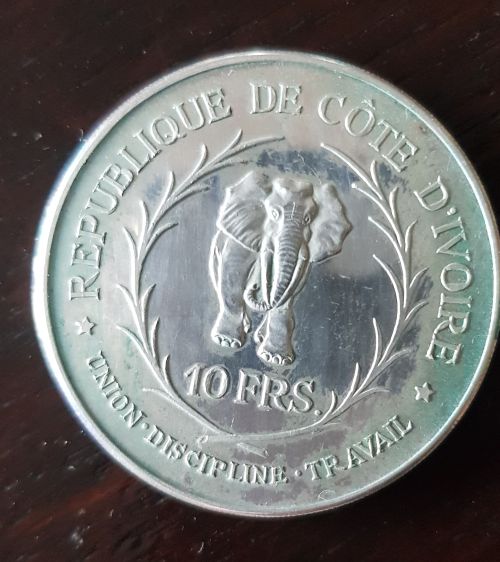 REPUBLIQUE DE CÔTE D'IVOIRE
10 FRS.
UNION·DISCIPLINE·TRAVAIL